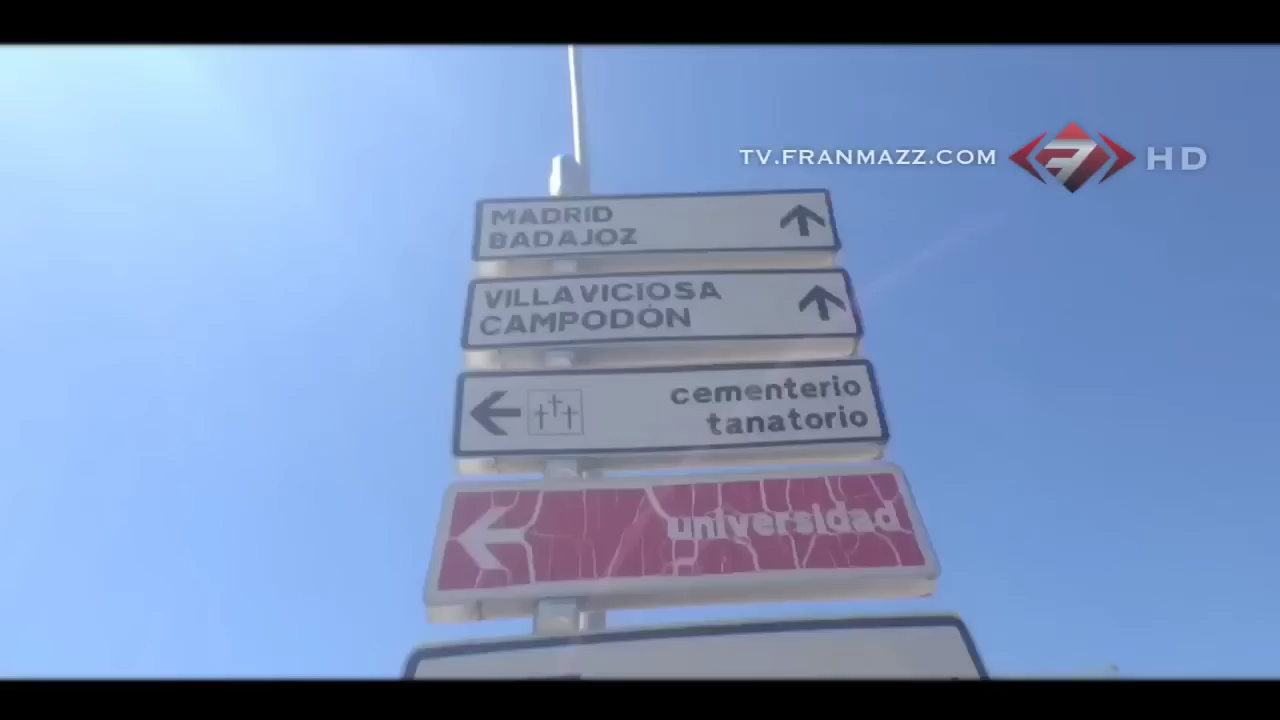 TV.FRANMAZZ.COM HD
MADRID
BADAJOZ
VILLAVICIOSA
CAMPODÓN
cementerio
tanatorio
universidad